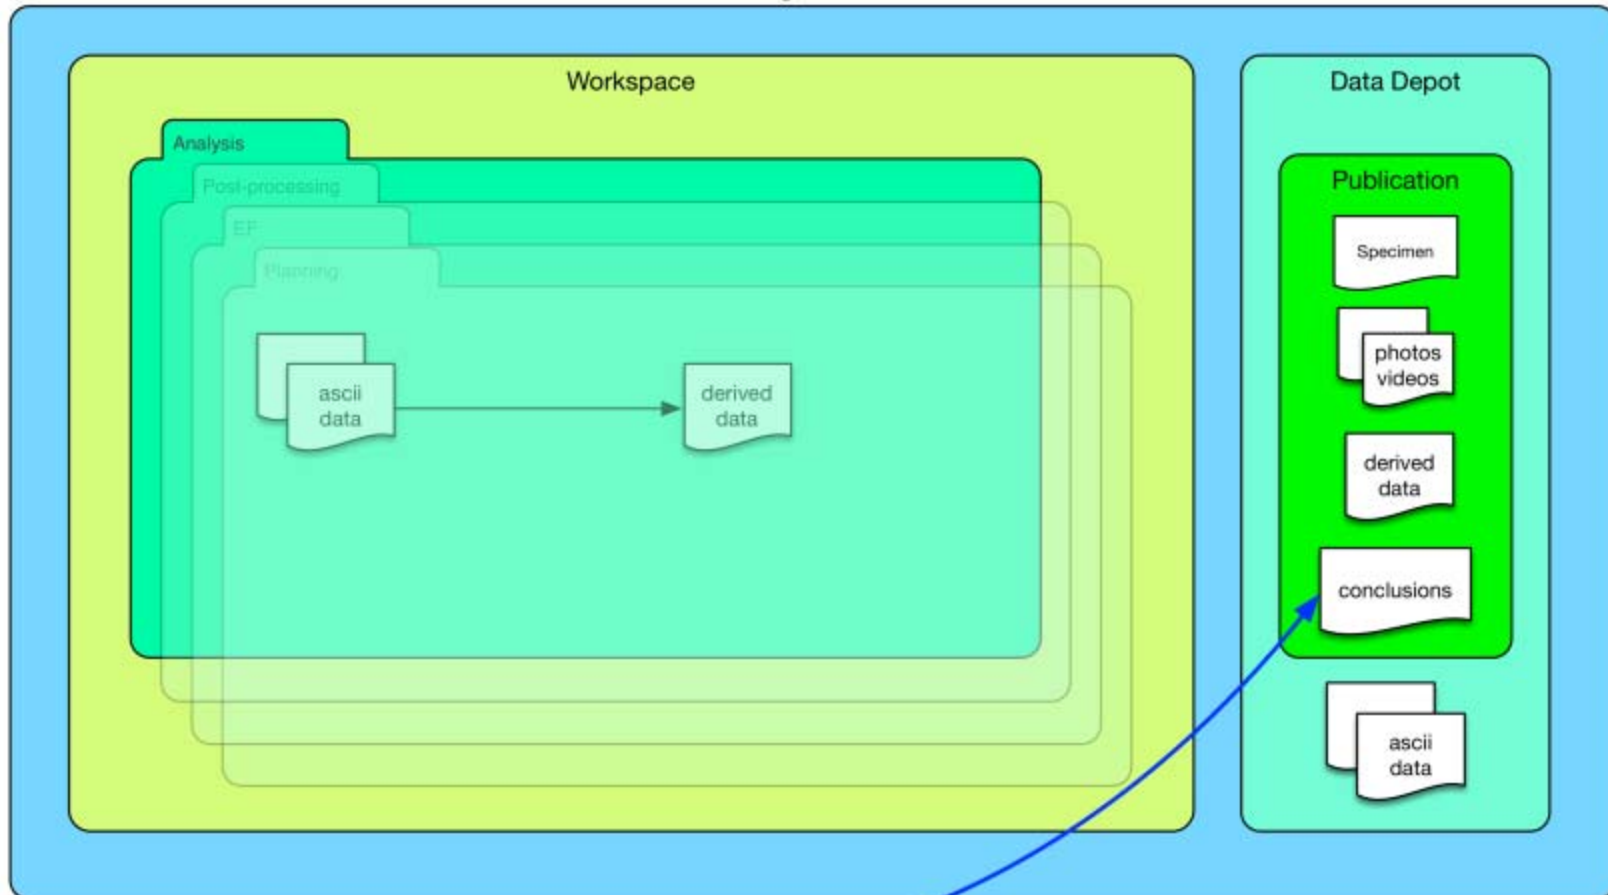 Workspace
Analysis
Post-processing
EF
Planning
ascii
data
derived
data
Data Depot
Publication
Specimen
photos
videos
derived
data
conclusions
ascii
data